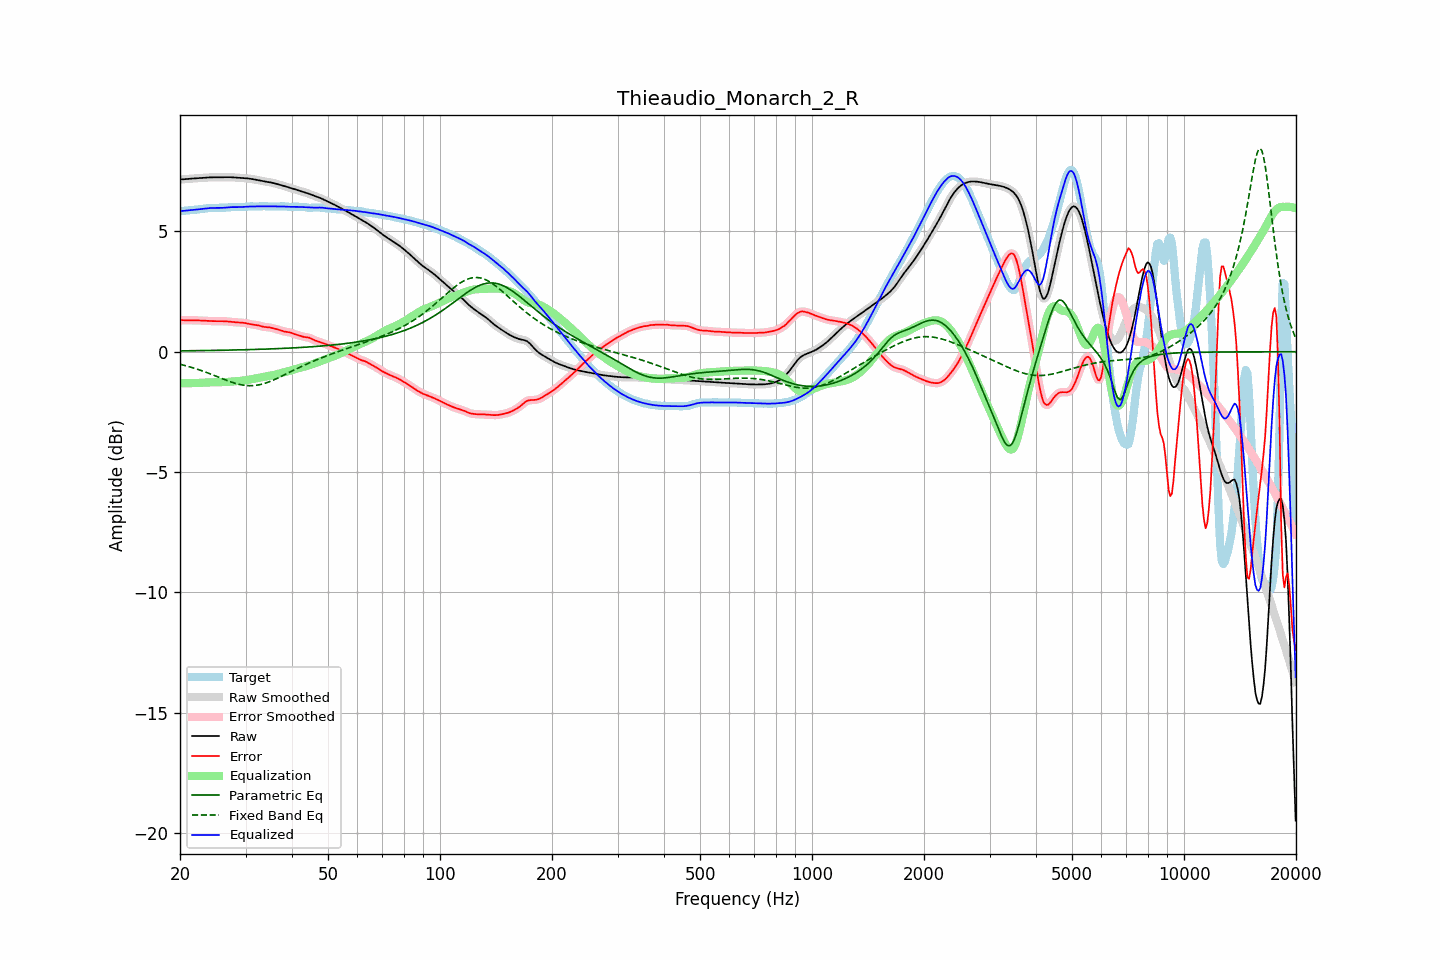 Thieaudio_Monarch_2_R
Amplitude (dBr)
5
0
−5
−10
−15
−20
Target
Raw Smoothed
Error Smoothed
Raw
Error
Equalization
Parametric Eq
Fixed Band Eq
Equalized
20 50 100 200 500 1000 2000 5000 10000 20000
Frequency (Hz)